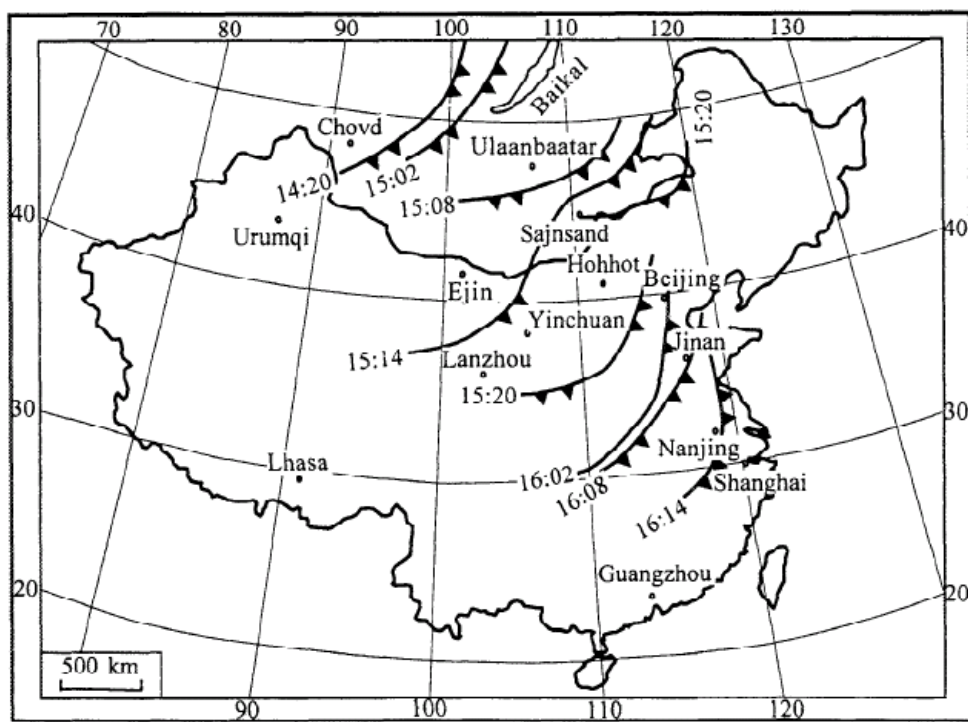 70 80 90 100 110 120 130
Baikal
15:20
Chovd
Ulaanbaatar
14:20
15:02
15:08
40
Urumqi
Sajnsand
40
Ejin
Hohhot
Beijing
Yinchuan
15:14
Lanzhou
Jinan
15:20
30
30
Lhasa
Nanjing
16:02
16:08
Shanghai
16:14
Guangzhou
20
20
500 km
90 100 110 120